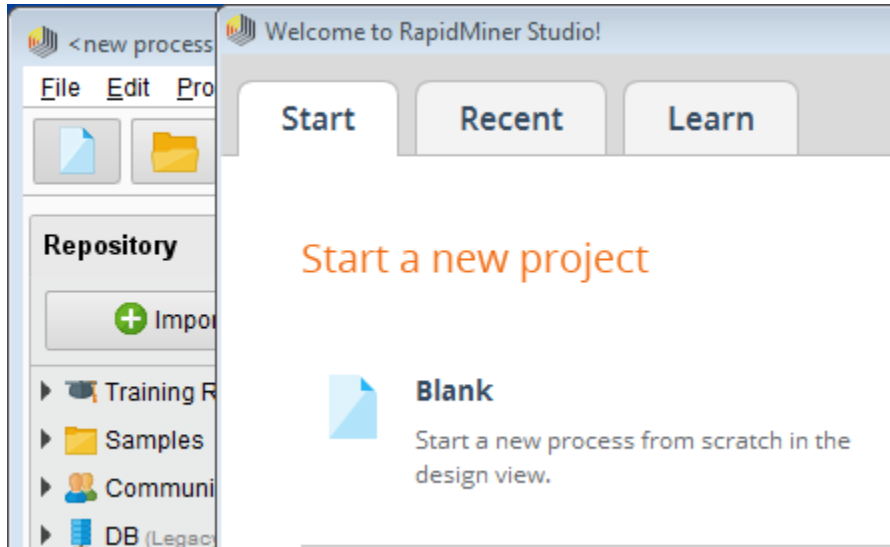 <new process
File Edit Pro
Repository
Impor
Training R
Samples
Communi
DB (Legacy
Welcome to RapidMiner Studio!
Start Recent Learn
Start a new project
Blank
Start a new process from scratch in the
design view.